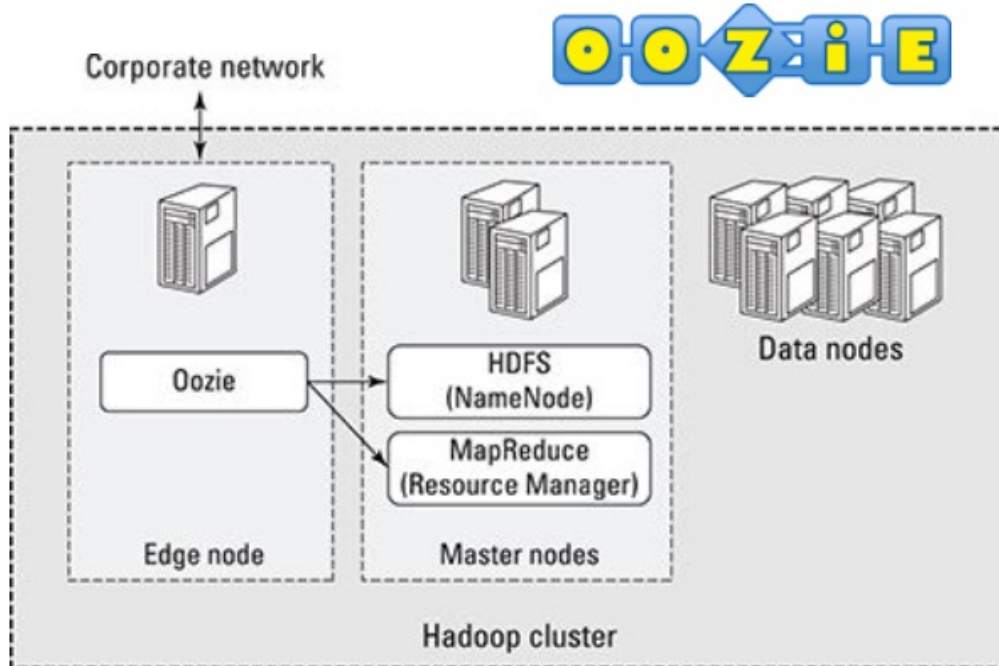 OOZiE
Corporate network
Oozie
HDFS
(NameNode)
MapReduce
(Resource Manager)
Edge node
Master nodes
Data nodes
Hadoop cluster